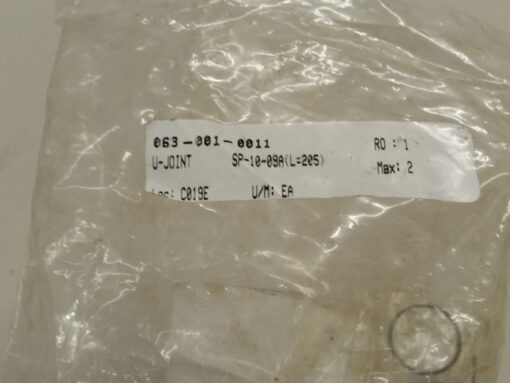 063-001-0011 RO : 1
U-JOINT SP-10-09A(L=205) Max: 2
Loc: C019E U/M: EA